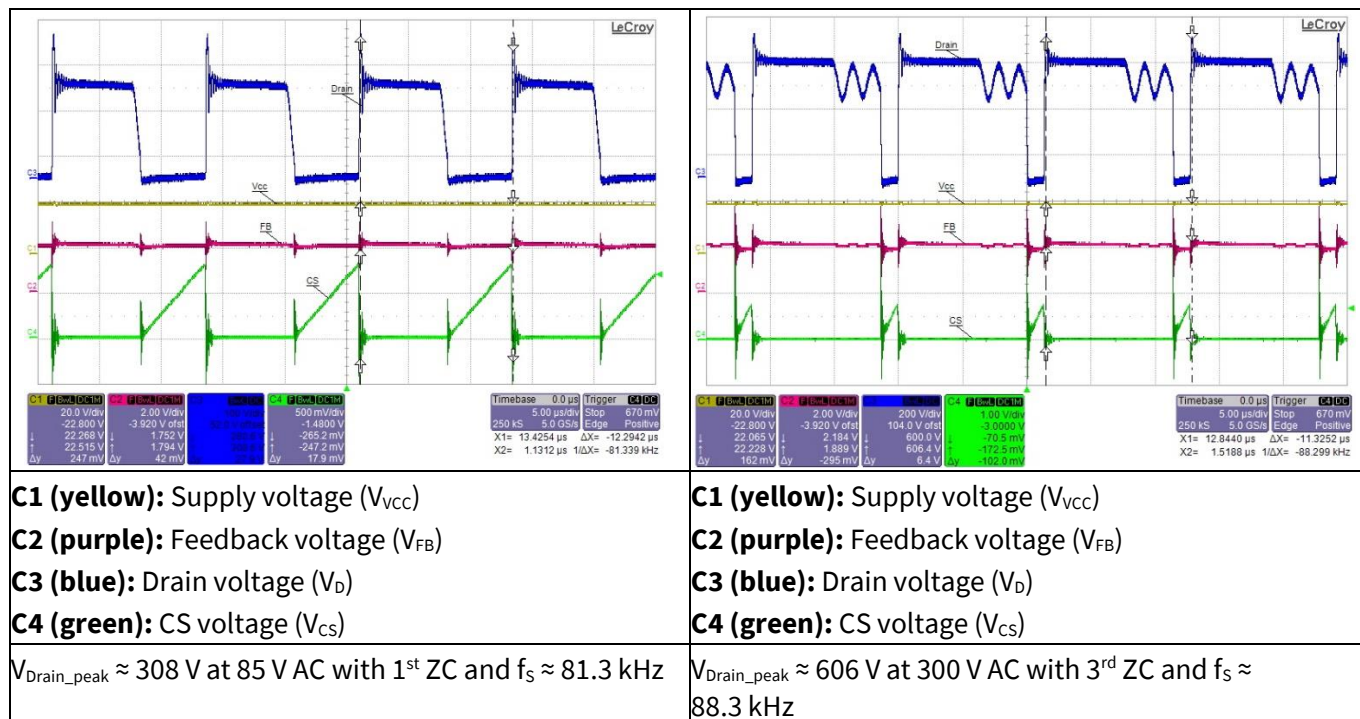 LeCroy
Drain
Vcc
FB
CS
C3
C1
C2
C4
C1 F BwL DC1M
20.0 V/div
-22.800 V
22.268 V
22.515 V
Δy 247 mV
C2 F BwL DC1M
2.00 V/div
-3.920 V ofst
1.752 V
1.794 V
Δy 42 mV
C4 F BwL DC1M
500 mV/div
-1.4800 V
-265.2 mV
-247.2 mV
Δy 17.9 mV
Timebase 0.0 µs
5.00 µs/div
250 kS 5.0 GS/s
Trigger C4 DC
Stop 670 mV
Edge Positive
X1= 13.4254 µs ΔX= -12.2942 µs
X2= 1.1312 µs 1/ΔX= -81.339 kHz
LeCroy
Drain
Vcc
FB
CS
C3
C1
C2
C4
C1 F BwL DC1M
20.0 V/div
-22.800 V
22.065 V
22.228 V
Δy 162 mV
C2 F BwL DC1M
2.00 V/div
-3.920 V ofst
2.184 V
1.889 V
Δy -295 mV
200 V/div
104.0 V ofst
600.0 V
606.4 V
Δy 6.4 V
C4 F BwL DC1M
1.00 V/div
-3.0000 V
-70.5 mV
-172.5 mV
Δy -102.0 mV
Timebase 0.0 µs
5.00 µs/div
250 kS 5.0 GS/s
Trigger C4 DC
Stop 670 mV
Edge Positive
X1= 12.8440 µs ΔX= -11.3252 µs
X2= 1.5188 µs 1/ΔX= -88.299 kHz
C1 (yellow): Supply voltage (VVCC)
C2 (purple): Feedback voltage (VFB)
C3 (blue): Drain voltage (VD)
C4 (green): CS voltage (VCS)
C1 (yellow): Supply voltage (VVCC)
C2 (purple): Feedback voltage (VFB)
C3 (blue): Drain voltage (VD)
C4 (green): CS voltage (VCS)
VDrain_peak ≈ 308 V at 85 V AC with 1st ZC and fS ≈ 81.3 kHz
VDrain_peak ≈ 606 V at 300 V AC with 3rd ZC and fS ≈
88.3 kHz